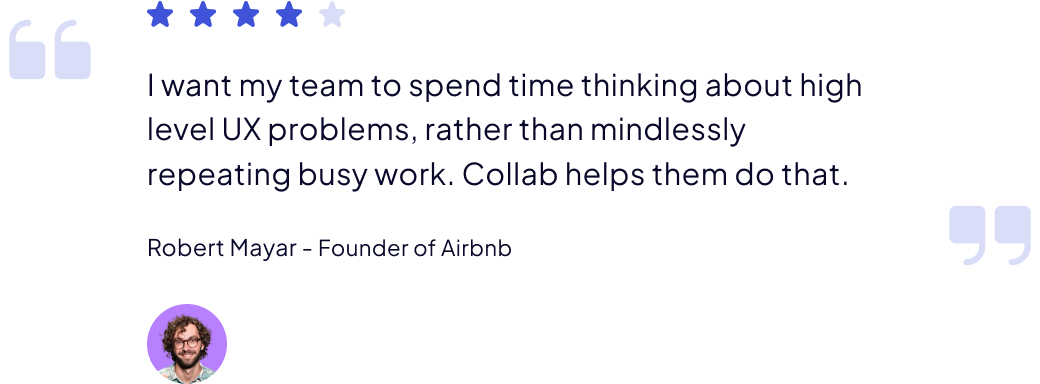 I want my team to spend time thinking about high
level UX problems, rather than mindlessly
repeating busy work. Collab helps them do that.
Robert Mayar - Founder of Airbnb